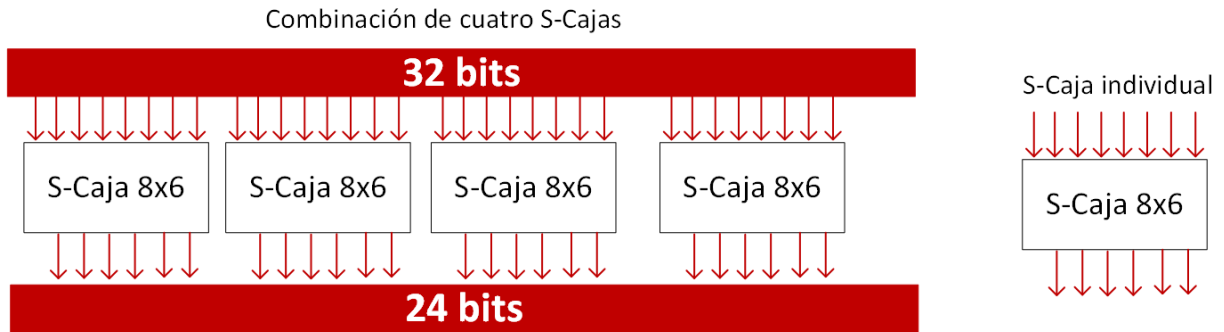 Combinación de cuatro S-Cajas
32 bits
S-Caja individual
S-Caja 8x6
S-Caja 8x6
S-Caja 8x6
S-Caja 8x6
S-Caja 8x6
24 bits